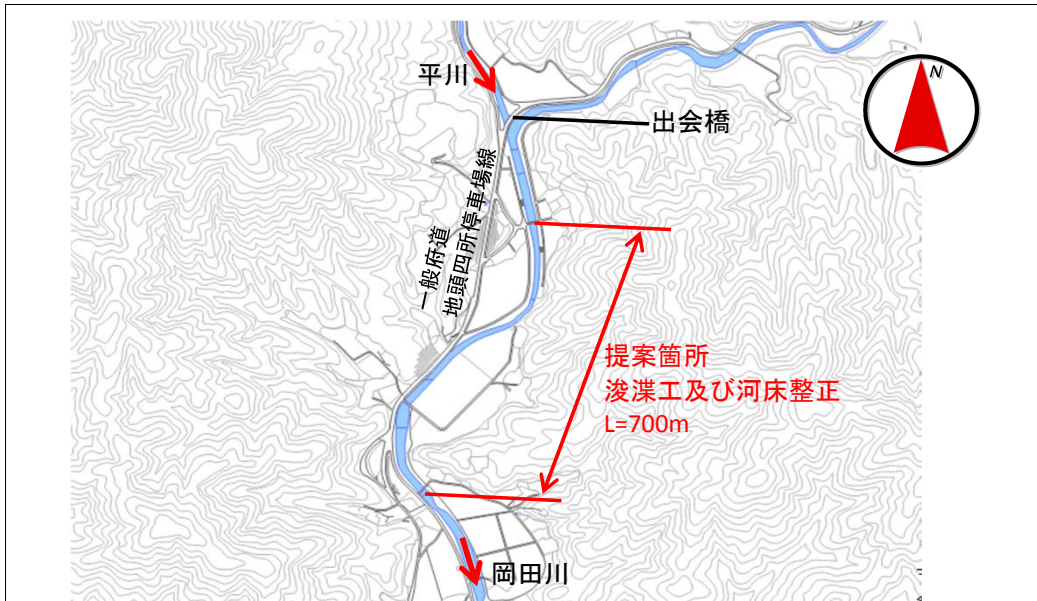 平川
N
出会橋
一般府道
地頭四所停車場線
提案箇所
浚渫工及び河床整正
L=700m
岡田川